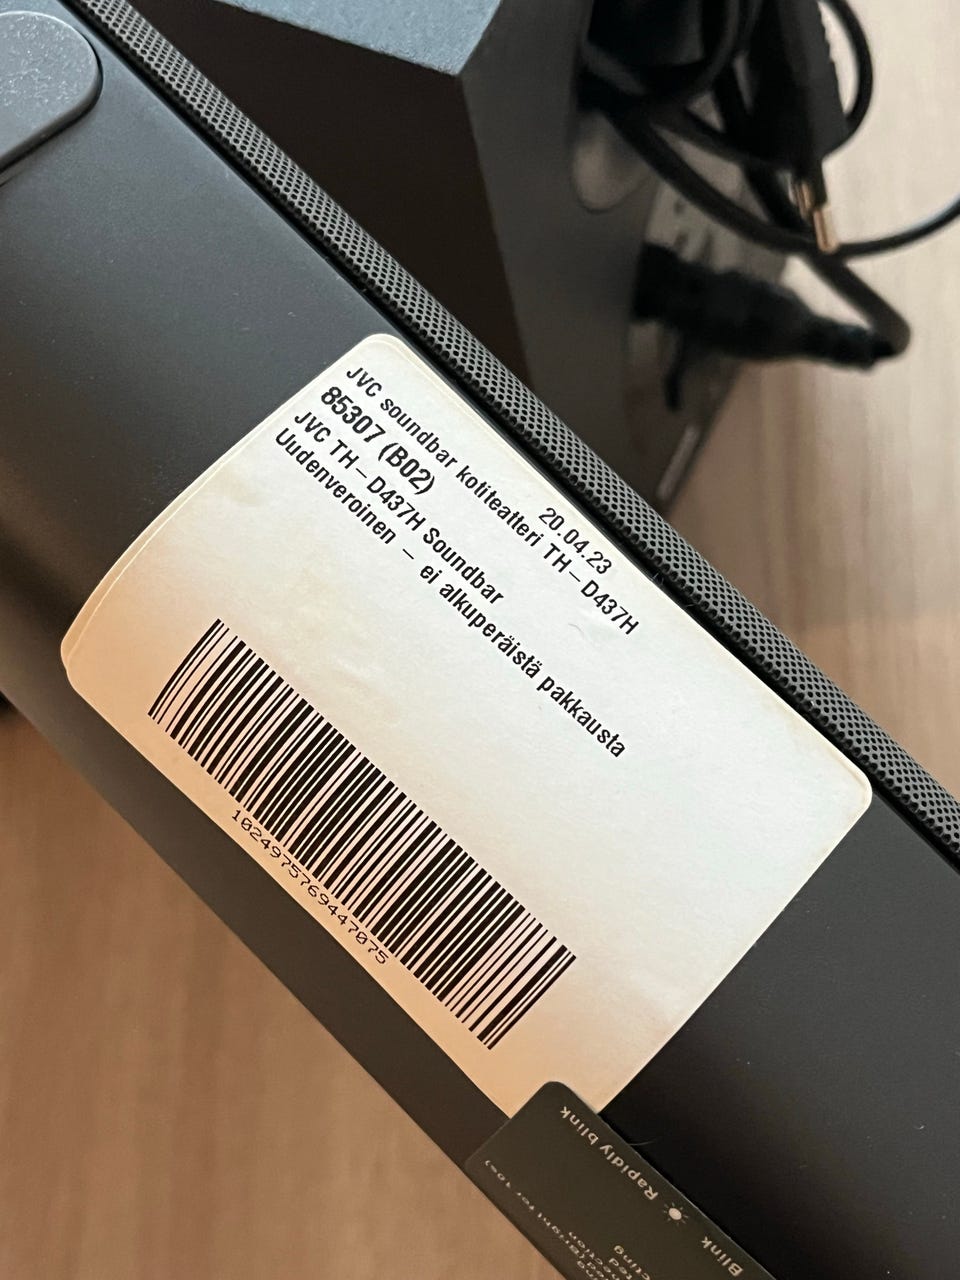 20.04.23
JVC soundbar kotiteatteri TH-D437H
85307 (B02)
JVC TH-D437H Soundbar
Uudenveroinen - ei alkuperäistä pakkausta
1024975769447075
Rapidly blink
Blink